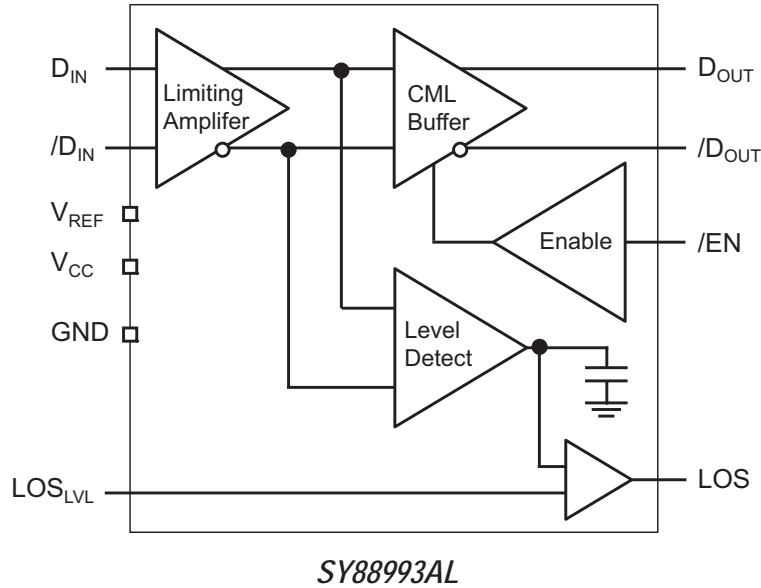 D_IN
/D_IN
V_REF
V_CC
GND
LOS_LVL
Limiting
Amplifer
CML
Buffer
Enable
Level
Detect
D_OUT
/D_OUT
/EN
LOS
SY88993AL